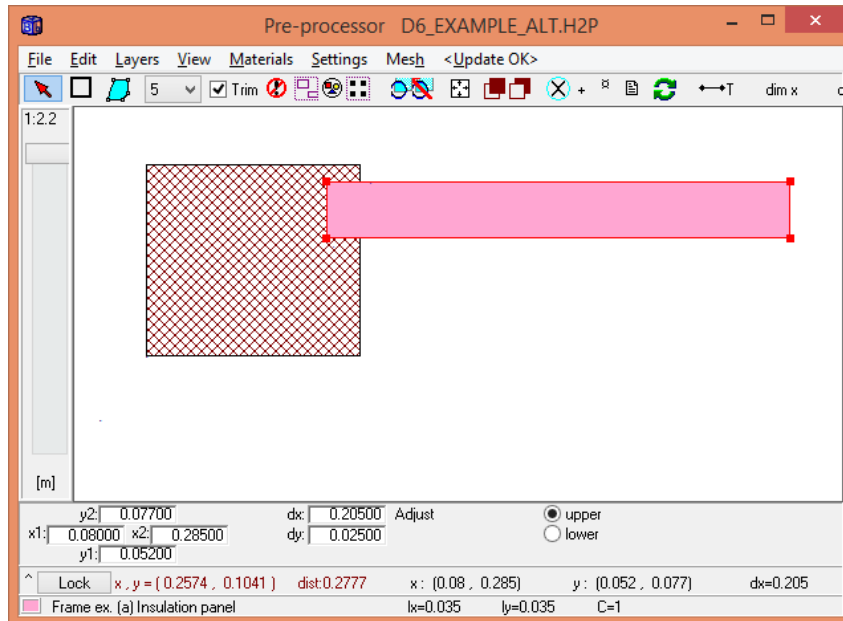 Pre-processor D6_EXAMPLE_ALT.H2P
File Edit Layers View Materials Settings Mesh <Update OK>
5 Trim + ¤ T dim x
1:2.2
[m]
y2: 0.07700 dx: 0.20500 Adjust upper
x1: 0.08000 x2: 0.28500 dy: 0.02500 lower
y1: 0.05200
^ Lock x , y = ( 0.2574 , 0.1041 ) dist:0.2777 x : (0.08 , 0.285) y : (0.052 , 0.077) dx=0.205
Frame ex. (a) Insulation panel lx=0.035 ly=0.035 C=1